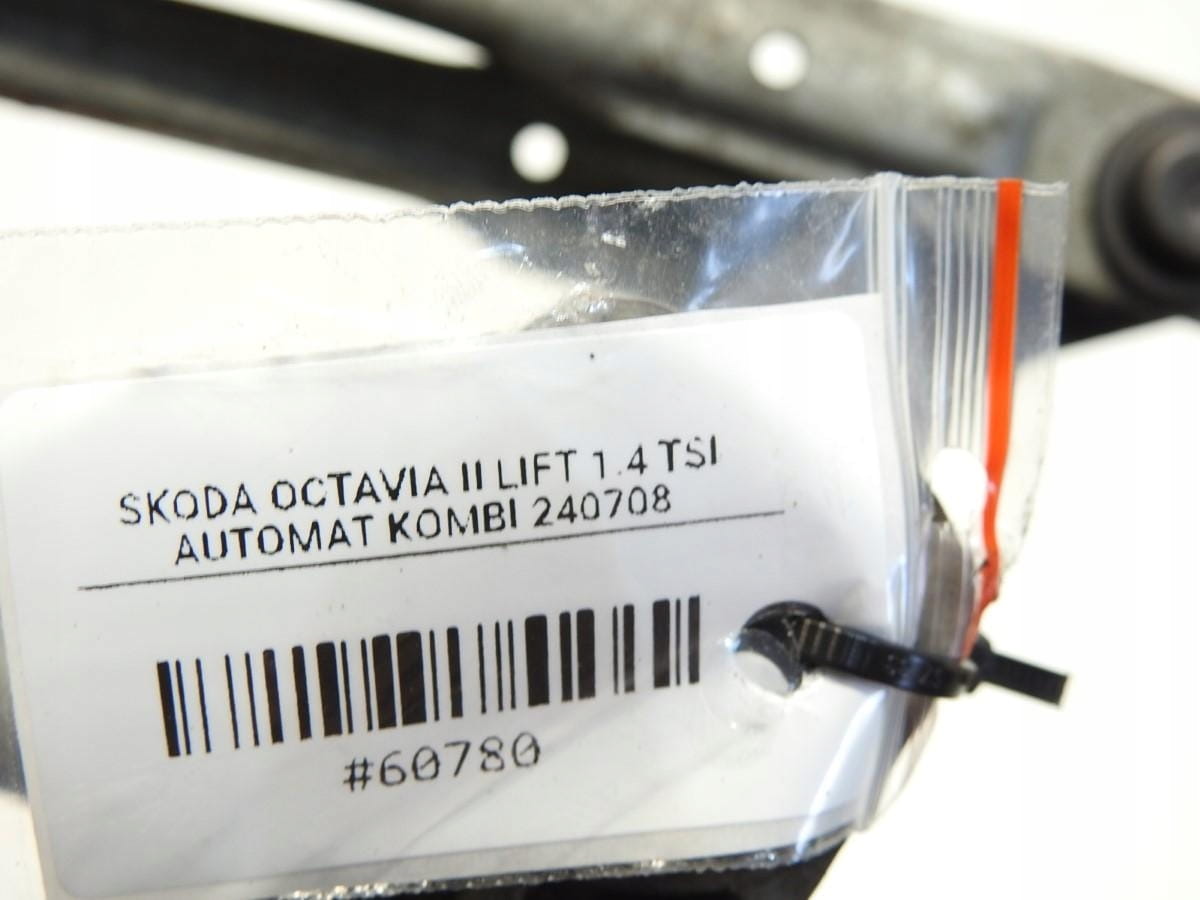 SKODA OCTAVIA II LIFT 1.4 TSI
AUTOMAT KOMBI 240708
#60780